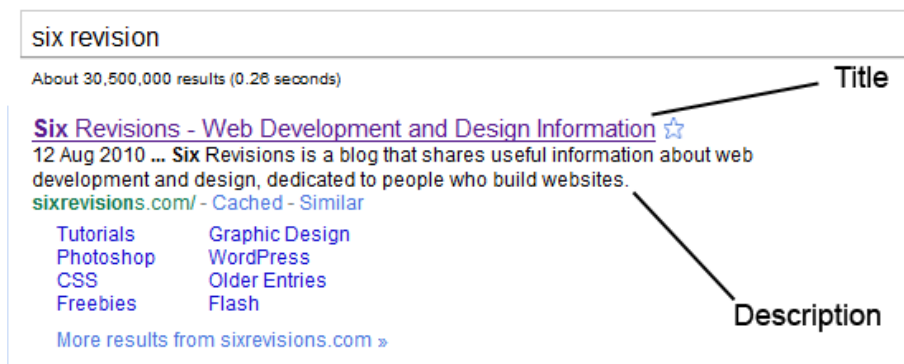 six revision
About 30,500,000 results (0.26 seconds)
Title
Six Revisions - Web Development and Design Information
12 Aug 2010 ... Six Revisions is a blog that shares useful information about web
development and design, dedicated to people who build websites.
sixrevisions.com/ - Cached - Similar
Tutorials Graphic Design
Photoshop WordPress
CSS Older Entries
Freebies Flash
Description
More results from sixrevisions.com »